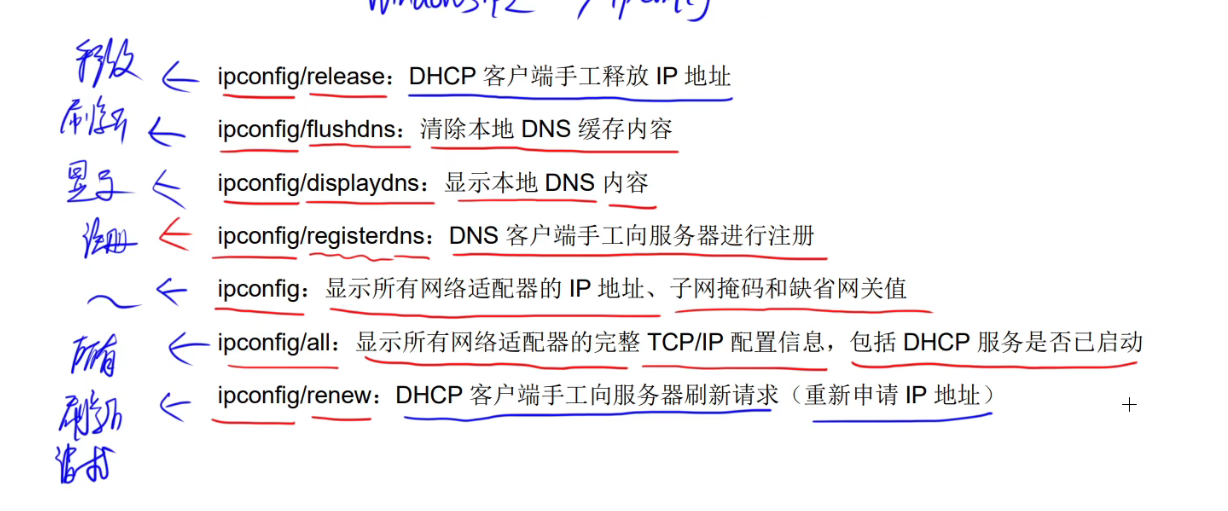 Windows中 ipconfig
释放 ← ipconfig/release：DHCP 客户端手工释放 IP 地址
刷新 ← ipconfig/flushdns：清除本地 DNS 缓存内容
显示 ← ipconfig/displaydns：显示本地 DNS 内容
注册 ← ipconfig/registerdns：DNS 客户端手工向服务器进行注册
← ipconfig：显示所有网络适配器的 IP 地址、子网掩码和缺省网关值
所有 ← ipconfig/all：显示所有网络适配器的完整 TCP/IP 配置信息，包括 DHCP 服务是否已启动
刷新 ← ipconfig/renew：DHCP 客户端手工向服务器刷新请求（重新申请 IP 地址）
请求